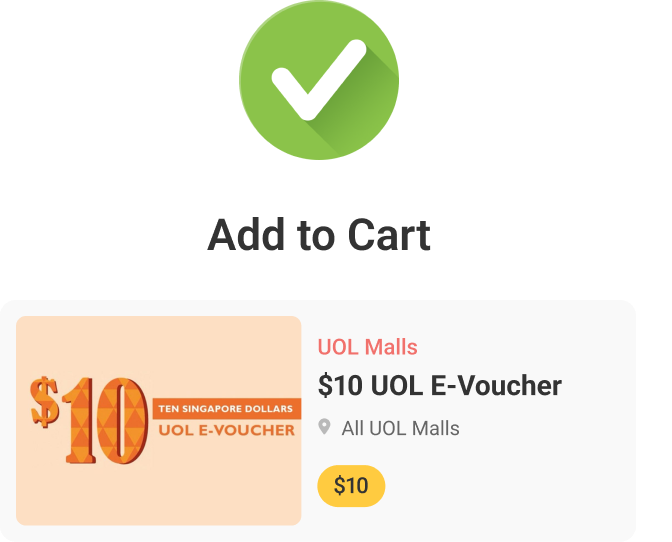 Add to Cart
$10
TEN SINGAPORE DOLLARS
UOL E-VOUCHER
UOL Malls
$10 UOL E-Voucher
All UOL Malls
$10